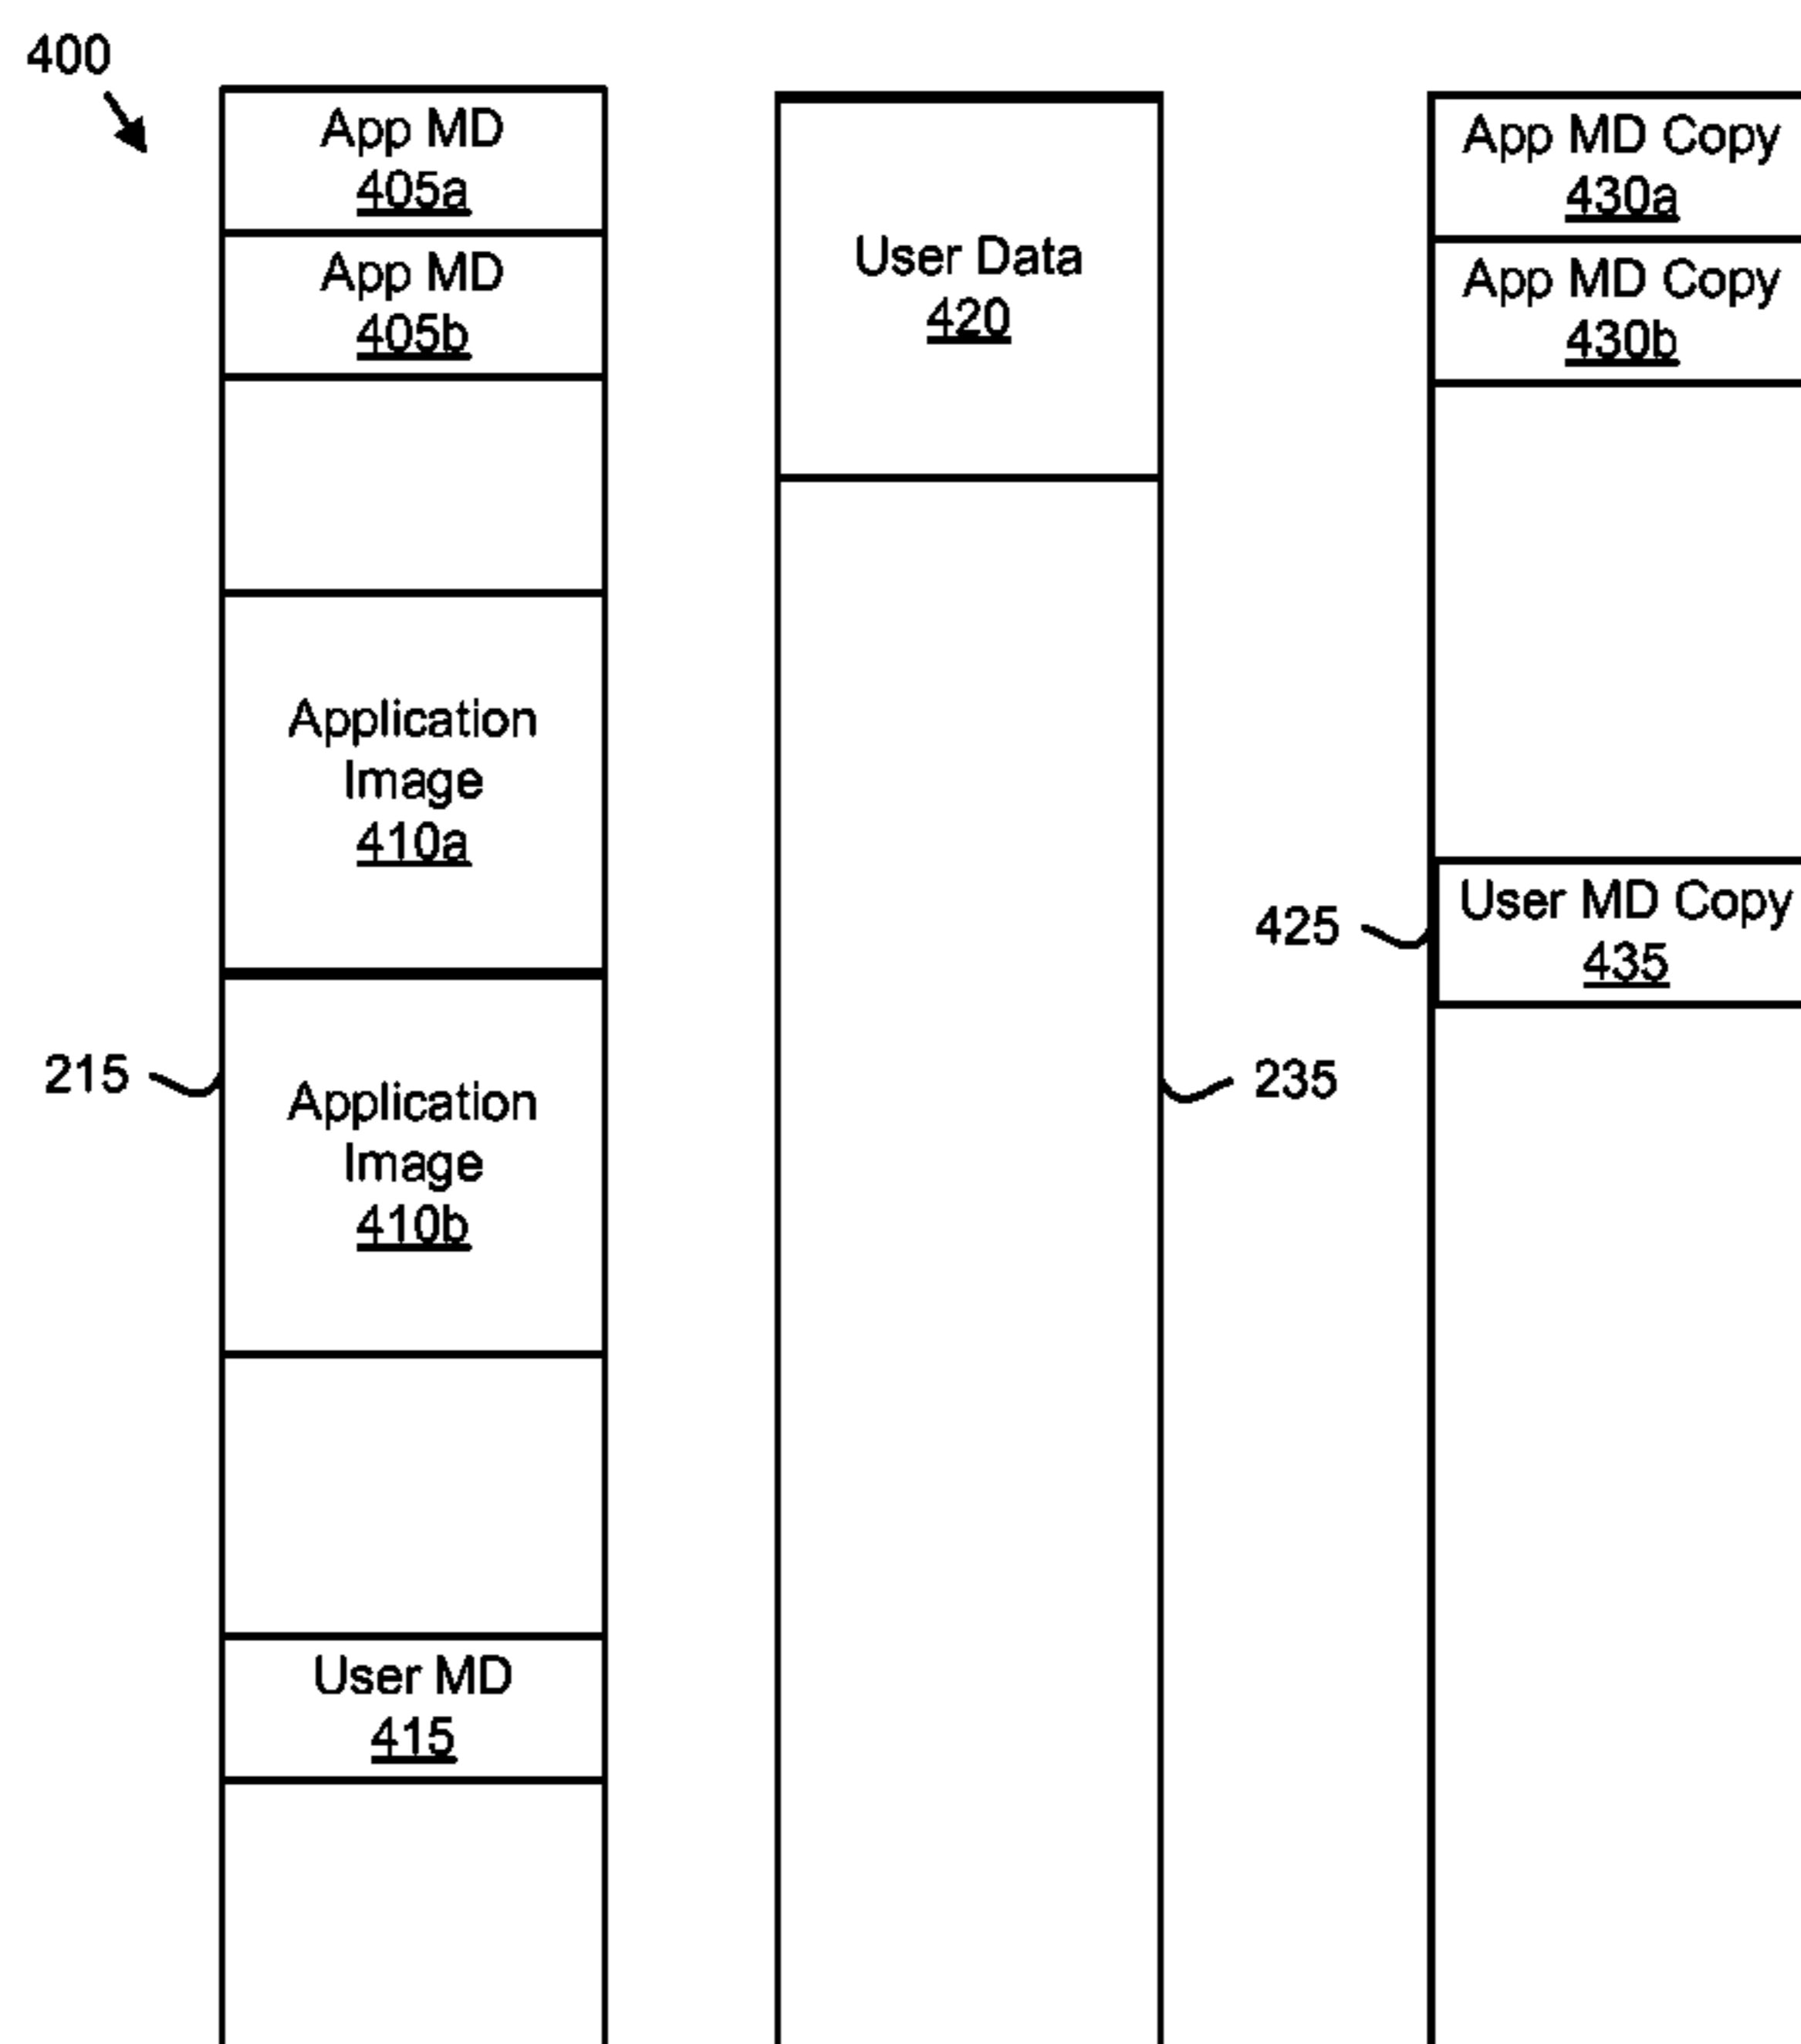 400
App MD
405a
App MD
405b
Application
Image
410a
215
Application
Image
410b
User MD
415
User Data
420
235
App MD Copy
430a
App MD Copy
430b
425
User MD Copy
435